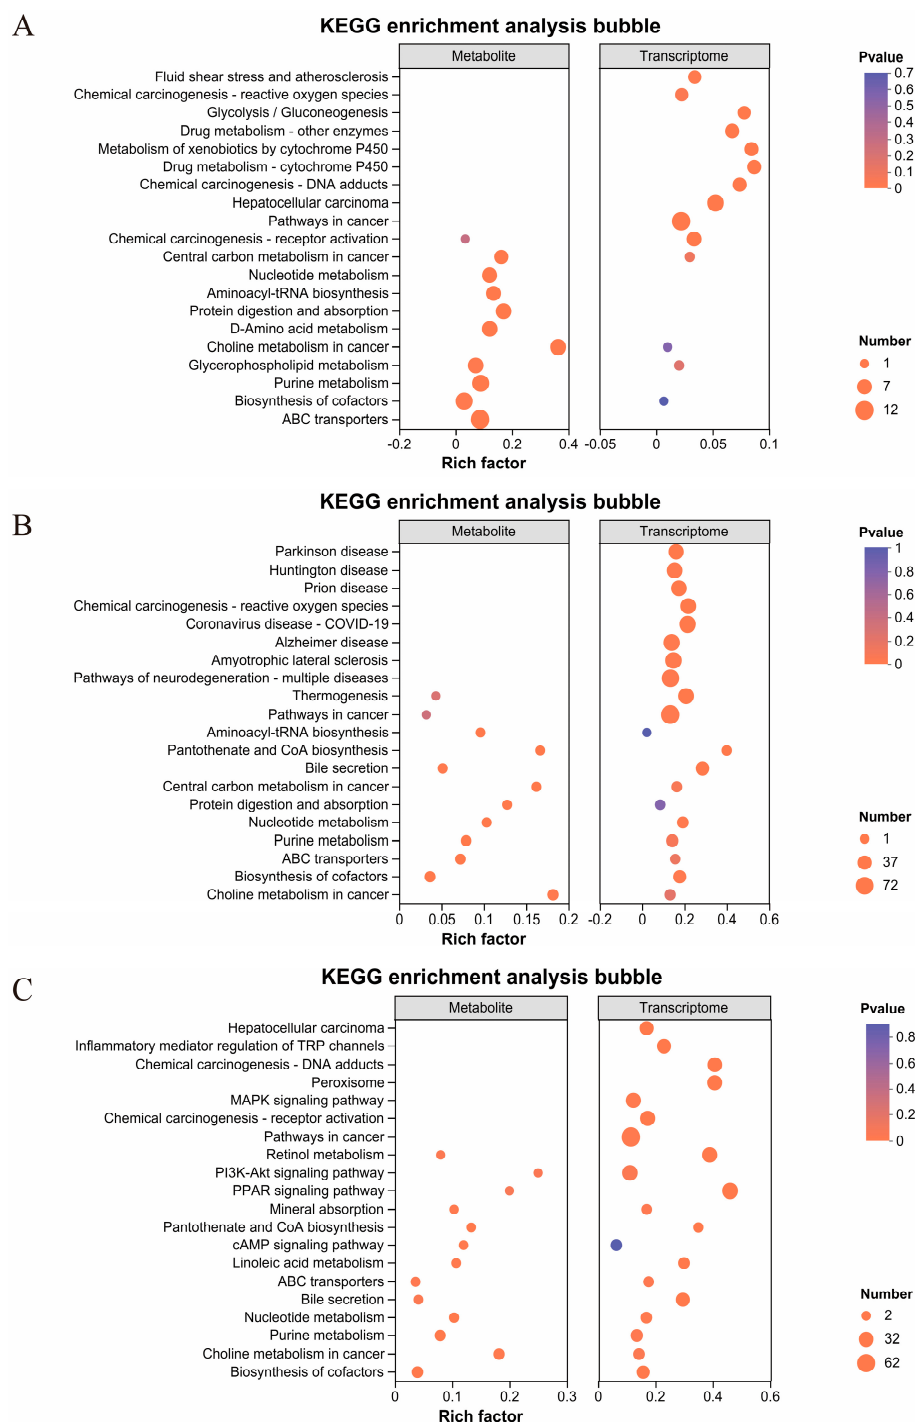 A
KEGG enrichment analysis bubble
Metabolite
Transcriptome
Fluid shear stress and atherosclerosis
Chemical carcinogenesis - reactive oxygen species
Glycolysis / Gluconeogenesis
Drug metabolism - other enzymes
Metabolism of xenobiotics by cytochrome P450
Drug metabolism - cytochrome P450
Chemical carcinogenesis - DNA adducts
Hepatocellular carcinoma
Pathways in cancer
Chemical carcinogenesis - receptor activation
Central carbon metabolism in cancer
Nucleotide metabolism
Aminoacyl-tRNA biosynthesis
Protein digestion and absorption
D-Amino acid metabolism
Choline metabolism in cancer
Glycerophospholipid metabolism
Purine metabolism
Biosynthesis of cofactors
ABC transporters
-0.2 0 0.2 0.4
-0.05 0 0.05 0.1
Rich factor
Pvalue
0.7
0.6
0.5
0.4
0.3
0.2
0.1
0
Number
1
7
12
B
KEGG enrichment analysis bubble
Metabolite
Transcriptome
Parkinson disease
Huntington disease
Prion disease
Chemical carcinogenesis - reactive oxygen species
Coronavirus disease - COVID-19
Alzheimer disease
Amyotrophic lateral sclerosis
Pathways of neurodegeneration - multiple diseases
Thermogenesis
Pathways in cancer
Aminoacyl-tRNA biosynthesis
Pantothenate and CoA biosynthesis
Bile secretion
Central carbon metabolism in cancer
Protein digestion and absorption
Nucleotide metabolism
Purine metabolism
ABC transporters
Biosynthesis of cofactors
Choline metabolism in cancer
0 0.05 0.1 0.15 0.2
-0.2 0 0.2 0.4 0.6
Rich factor
Pvalue
1
0.8
0.6
0.4
0.2
0
Number
1
37
72
C
KEGG enrichment analysis bubble
Metabolite
Transcriptome
Hepatocellular carcinoma
Inflammatory mediator regulation of TRP channels
Chemical carcinogenesis - DNA adducts
Peroxisome
MAPK signaling pathway
Chemical carcinogenesis - receptor activation
Pathways in cancer
Retinol metabolism
PI3K-Akt signaling pathway
PPAR signaling pathway
Mineral absorption
Pantothenate and CoA biosynthesis
cAMP signaling pathway
Linoleic acid metabolism
ABC transporters
Bile secretion
Nucleotide metabolism
Purine metabolism
Choline metabolism in cancer
Biosynthesis of cofactors
0 0.1 0.2 0.3
0 0.2 0.4 0.6
Rich factor
Pvalue
0.8
0.6
0.4
0.2
0
Number
2
32
62